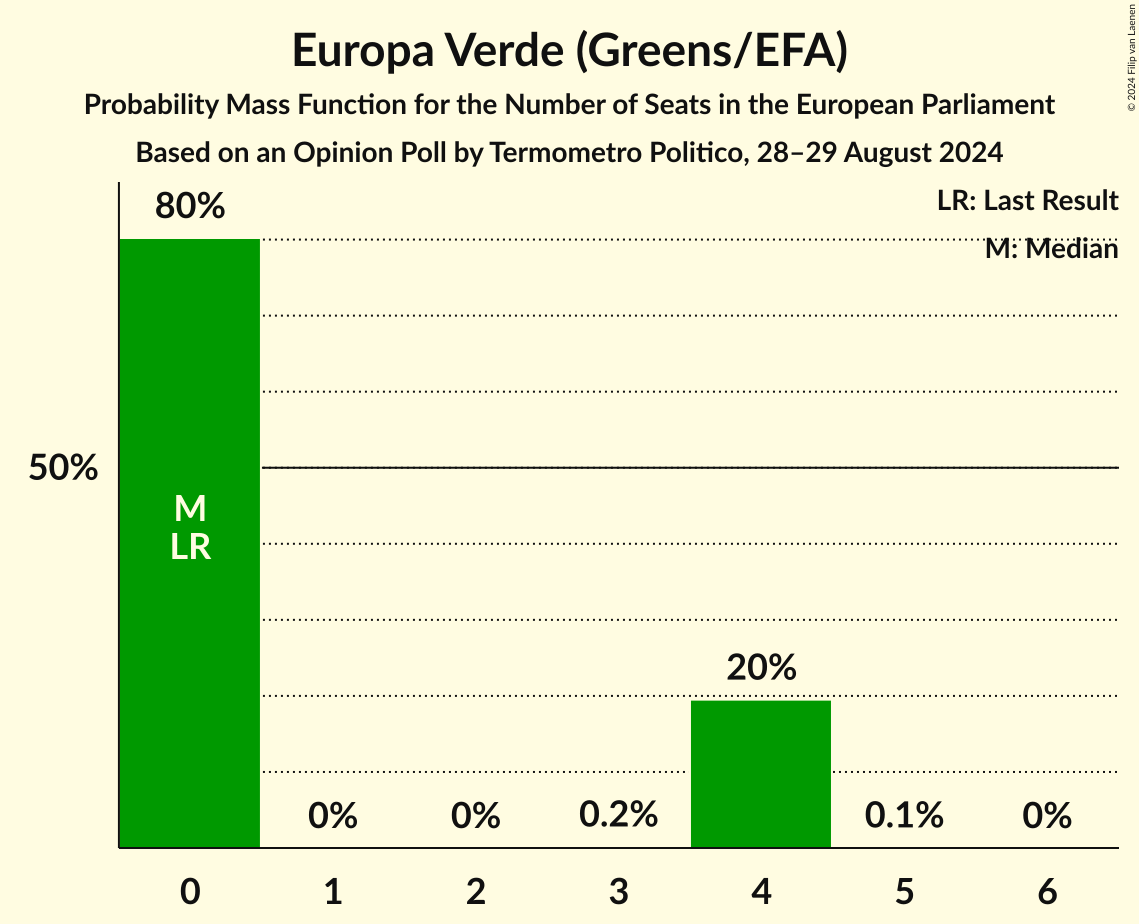 Europa Verde (Greens/EFA)
Probability Mass Function for the Number of Seats in the European Parliament
Based on an Opinion Poll by Termometro Politico, 28–29 August 2024
© 2024 Filip van Laenen
LR: Last Result
M: Median
80%
50%
M
LR
20%
0%
0%
0.2%
0.1%
0%
0
1
2
3
4
5
6